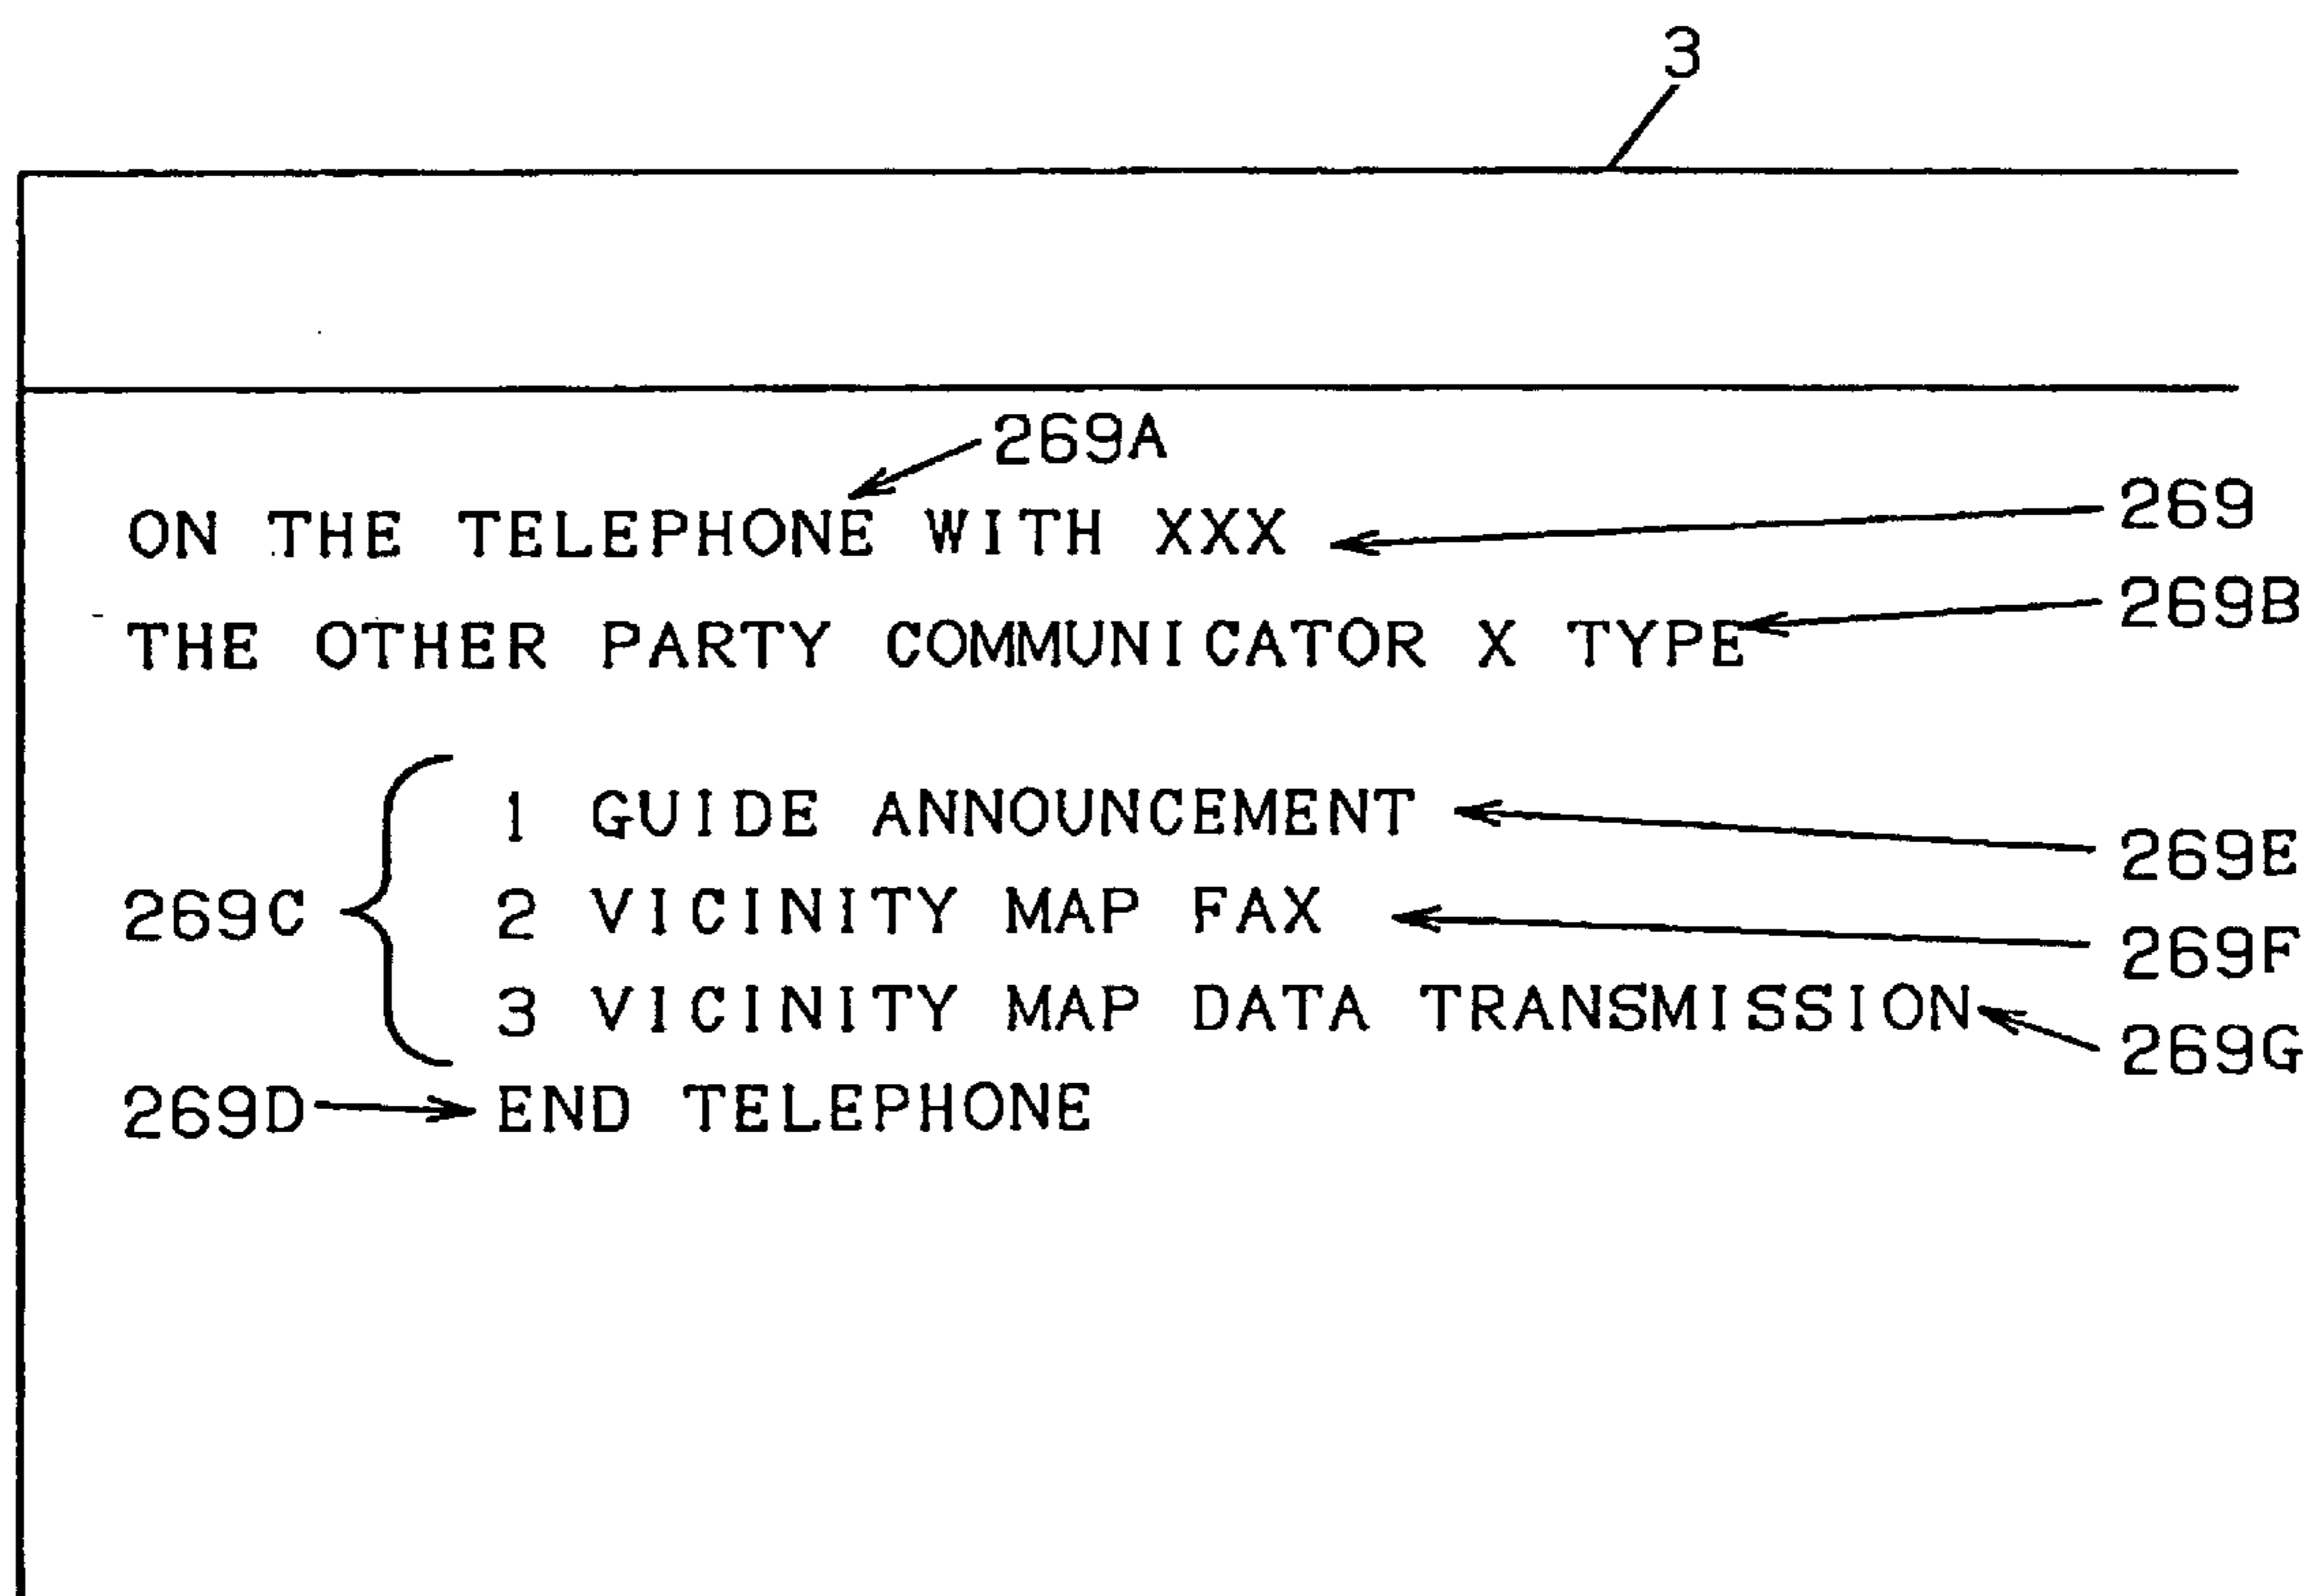 3
269A
ON THE TELEPHONE WITH XXX
269
THE OTHER PARTY COMMUNICATOR X TYPE
269B
1 GUIDE ANNOUNCEMENT
269E
269C
2 VICINITY MAP FAX
269F
3 VICINITY MAP DATA TRANSMISSION
269G
269D
END TELEPHONE